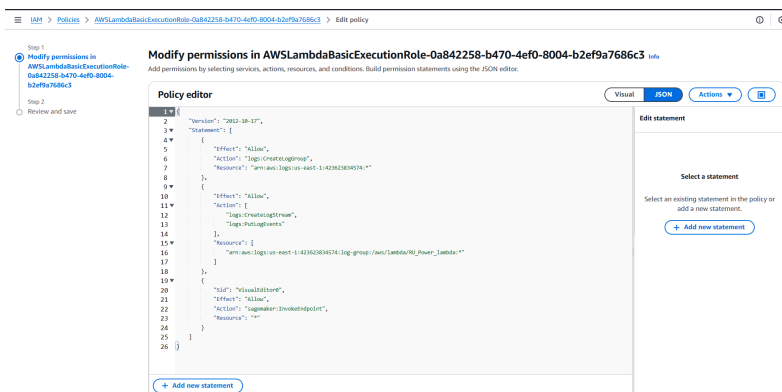 IAM > Policies > AWSLambdaBasicExecutionRole-0a842258-b470-4ef0-8004-b2ef9a7686c3 > Edit policy
Step 1
Modify permissions in
AWSLambdaBasicExecutionRole-
0a842258-b470-4ef0-8004-
b2ef9a7686c3
Step 2
Review and save
Modify permissions in AWSLambdaBasicExecutionRole-0a842258-b470-4ef0-8004-b2ef9a7686c3 Info
Add permissions by selecting services, actions, resources, and conditions. Build permission statements using the JSON editor.
Policy editor
Visual JSON Actions ▼
1 ▼ {
2 "Version": "2012-10-17",
3 ▼ "Statement": [
4 ▼ {
5 "Effect": "Allow",
6 "Action": "logs:CreateLogGroup",
7 "Resource": "arn:aws:logs:us-east-1:423623834574:*"
8 },
9 ▼ {
10 "Effect": "Allow",
11 ▼ "Action": [
12 "logs:CreateLogStream",
13 "logs:PutLogEvents"
14 ],
15 ▼ "Resource": [
16 "arn:aws:logs:us-east-1:423623834574:log-group:/aws/lambda/RU_Power_lambda:*"
17 ]
18 },
19 ▼ {
20 "Sid": "VisualEditor0",
21 "Effect": "Allow",
22 "Action": "sagemaker:InvokeEndpoint",
23 "Resource": "*"
24 }
25 ]
26 }
+ Add new statement
Edit statement
Select a statement
Select an existing statement in the policy or
add a new statement.
+ Add new statement